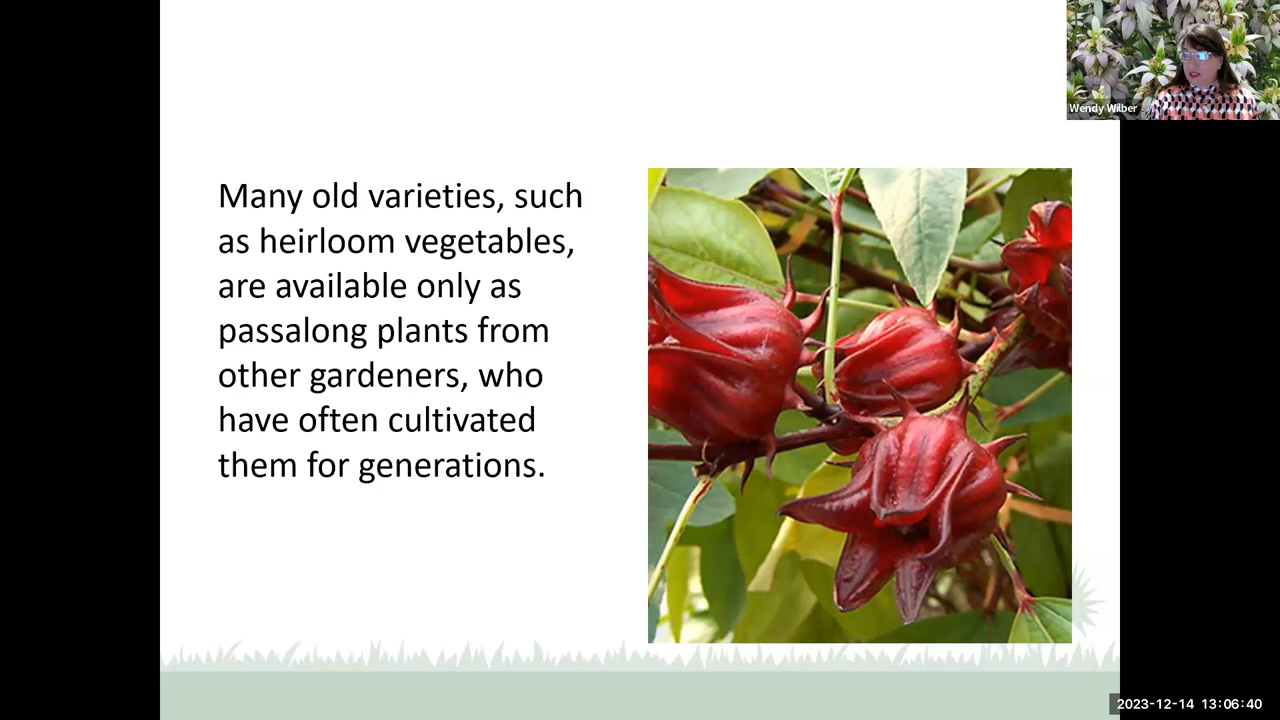 Many old varieties, such
as heirloom vegetables,
are available only as
passalong plants from
other gardeners, who
have often cultivated
them for generations.
Wendy Wilber
2023-12-14 13:06:40